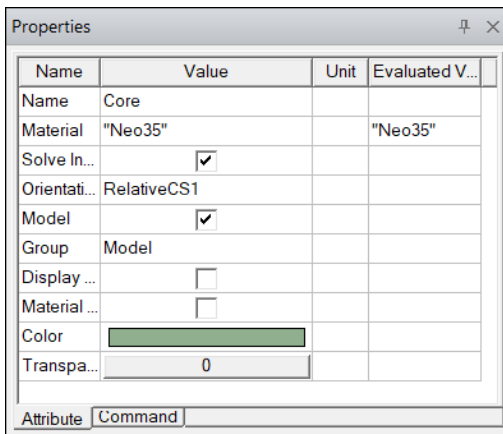 Properties
Name Value Unit Evaluated V...
Name Core
Material "Neo35" "Neo35"
Solve In...
Orientati... RelativeCS1
Model
Group Model
Display ...
Material ...
Color
Transpa... 0
Attribute Command